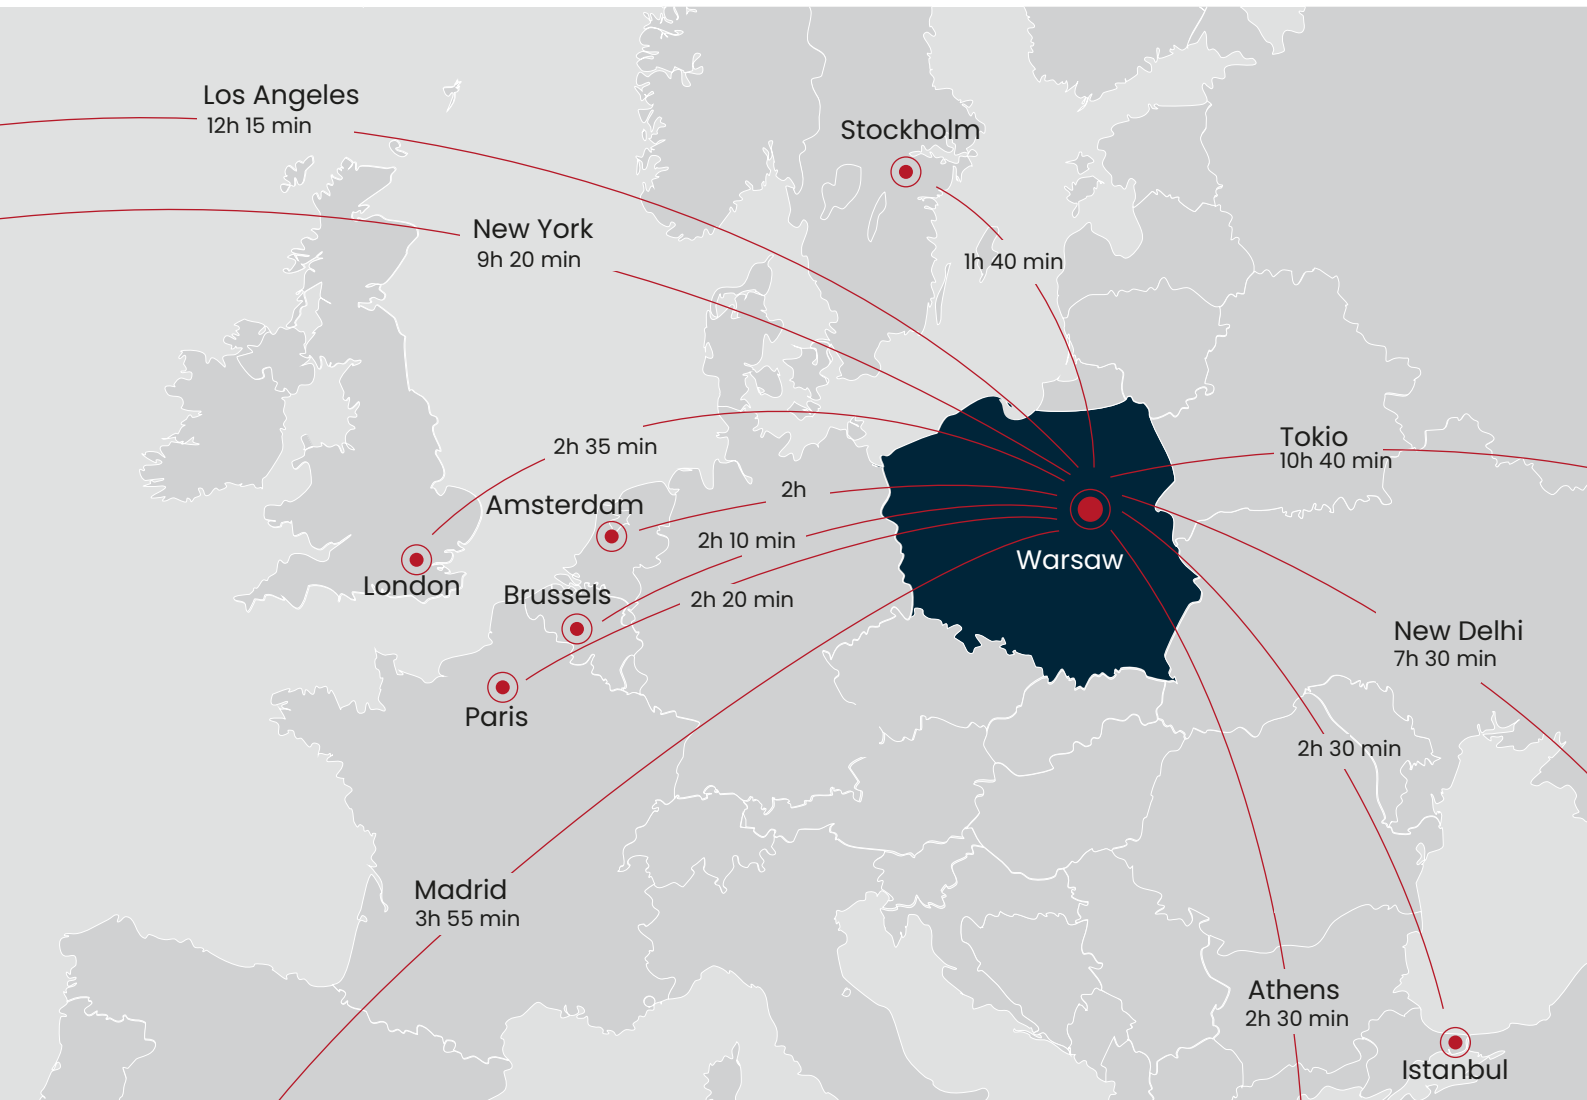 Los Angeles
12h 15 min
Stockholm
New York
9h 20 min
1h 40 min
Tokio
10h 40 min
2h 35 min
Amsterdam
2h
2h 10 min
Warsaw
London
Brussels
2h 20 min
New Delhi
7h 30 min
Paris
2h 30 min
Madrid
3h 55 min
Athens
2h 30 min
Istanbul